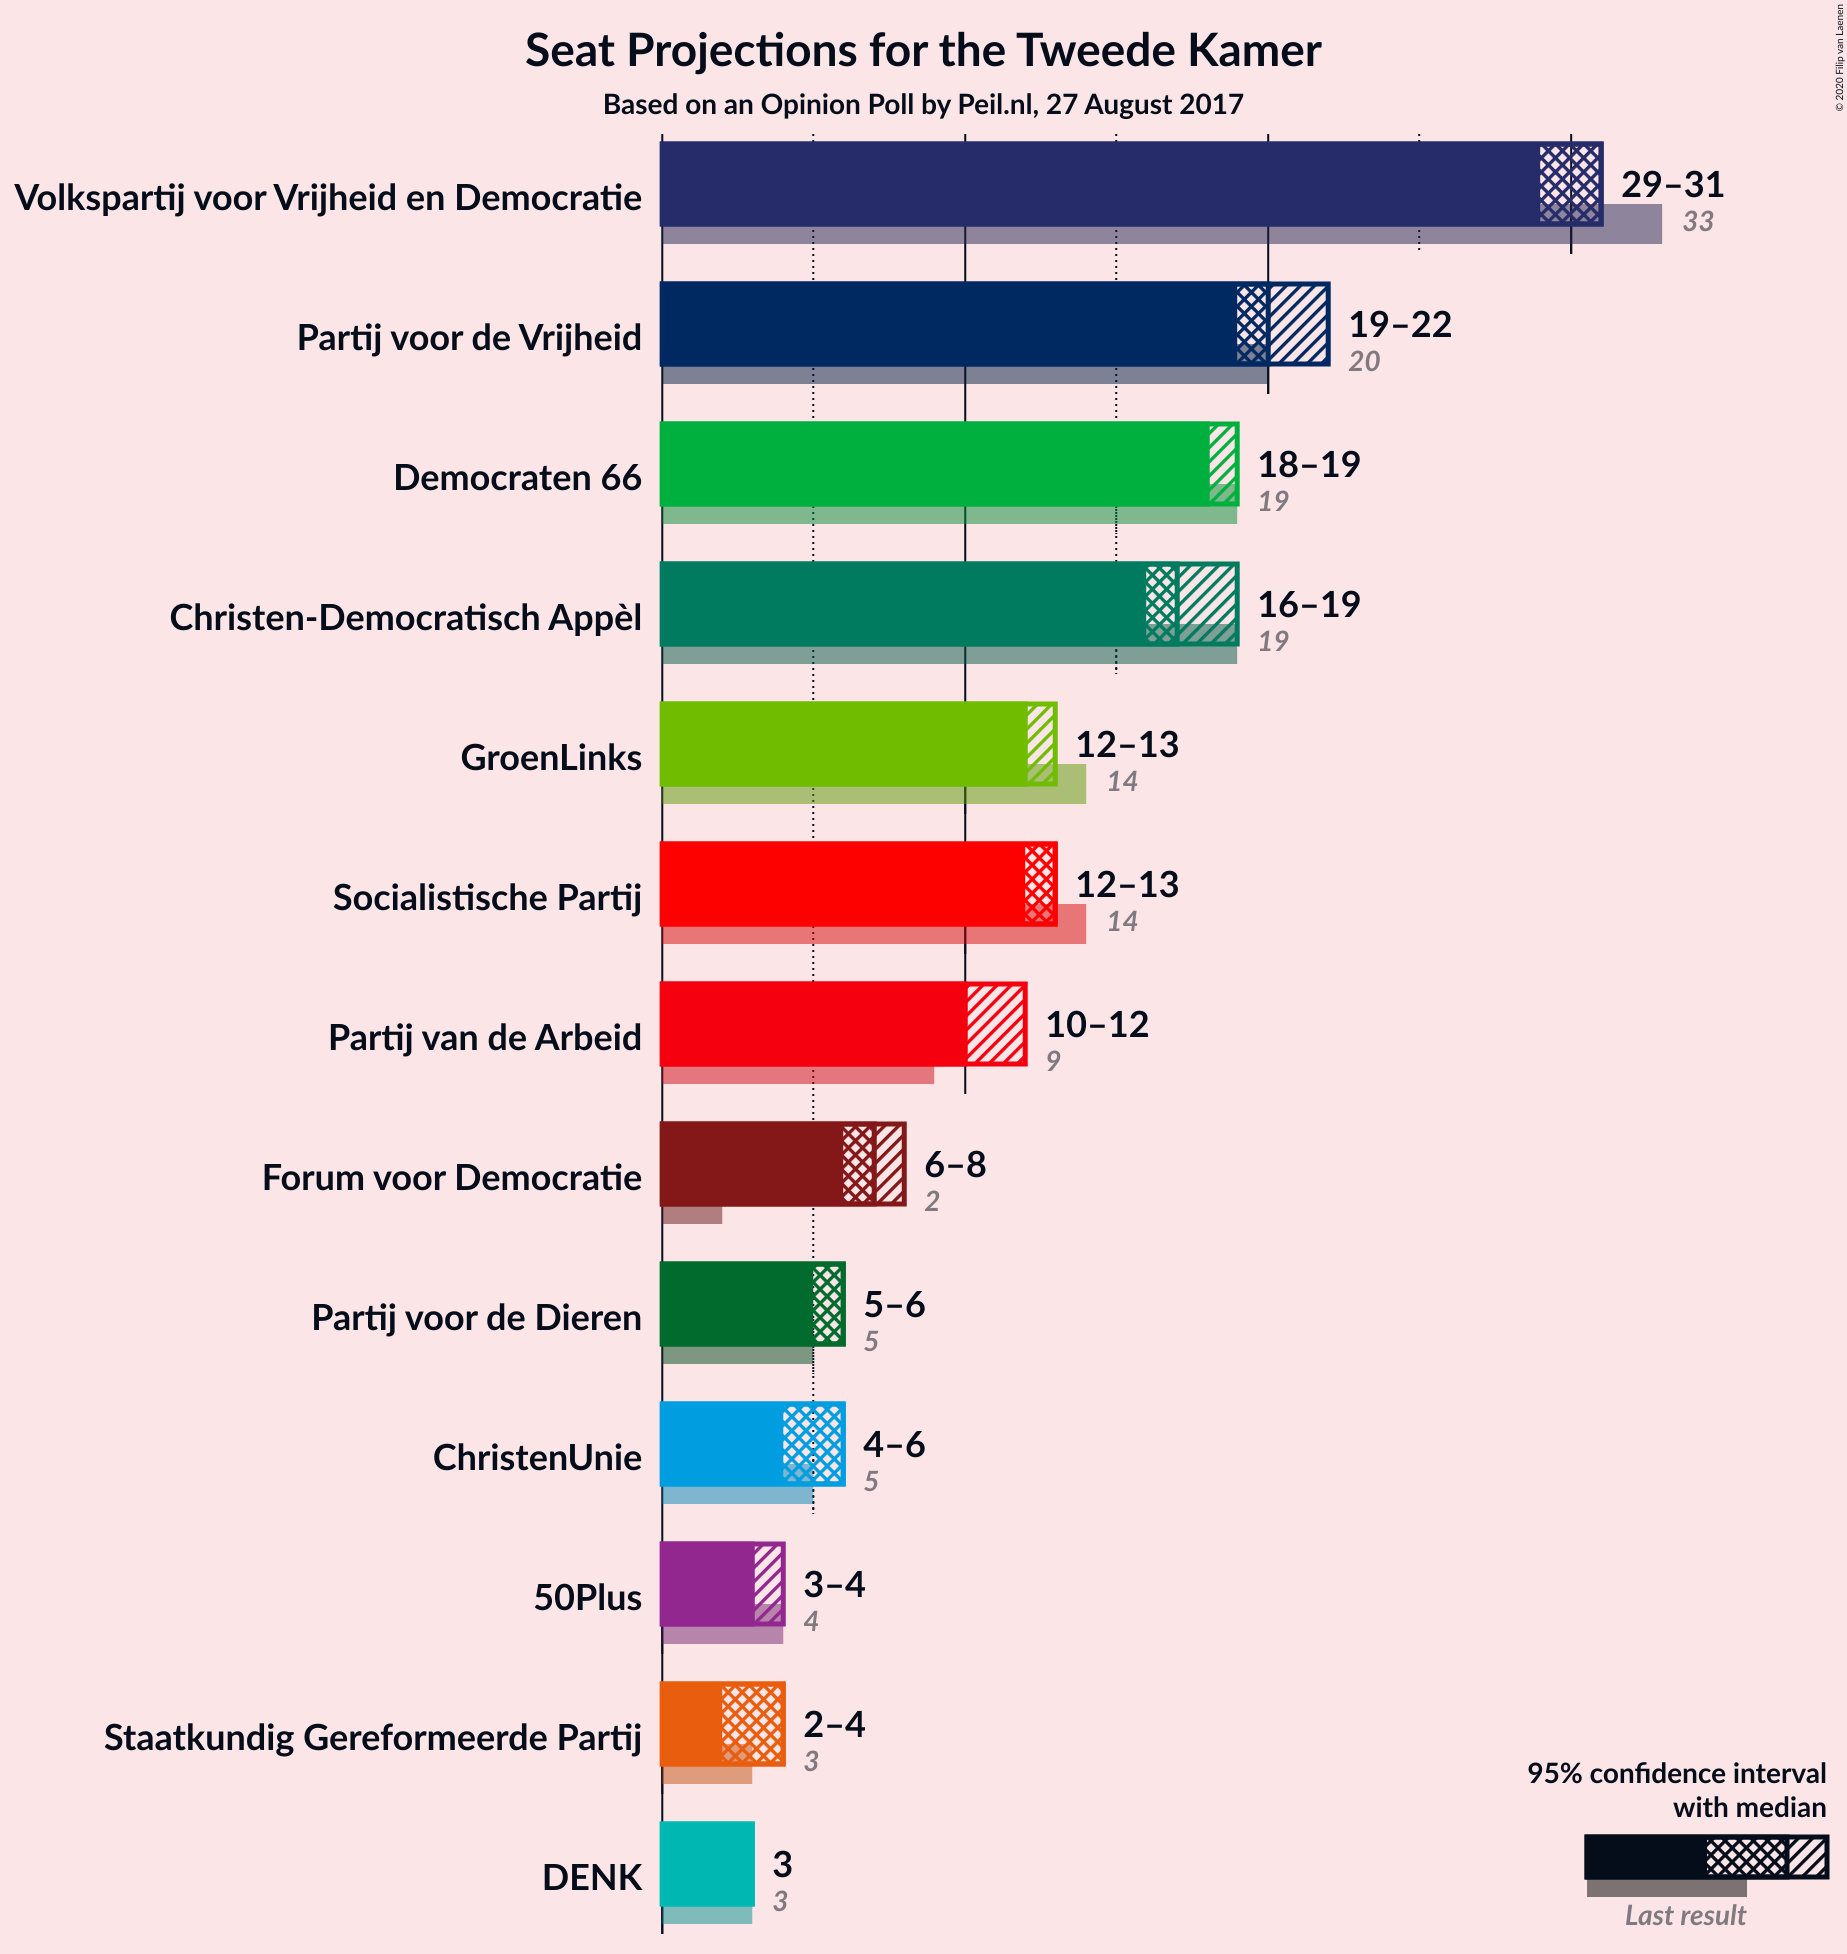 Seat Projections for the Tweede Kamer
Based on an Opinion Poll by Peil.nl, 27 August 2017
© 2020 Filip van Laenen
Volkspartij voor Vrijheid en Democratie
29–31
33
Partij voor de Vrijheid
19–22
20
Democraten 66
18–19
19
Christen-Democratisch Appèl
16–19
19
GroenLinks
12–13
14
Socialistische Partij
12–13
14
Partij van de Arbeid
10–12
9
Forum voor Democratie
6–8
2
Partij voor de Dieren
5–6
5
ChristenUnie
4–6
5
50Plus
3–4
4
Staatkundig Gereformeerde Partij
2–4
3
DENK
3
3
95% confidence interval
with median
Last result